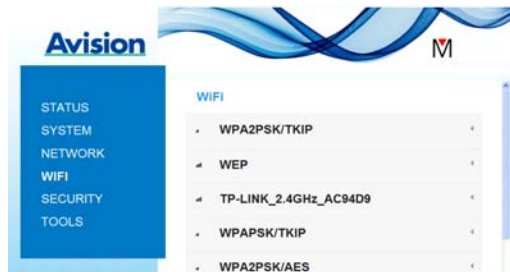 Avision
M
STATUS
SYSTEM
NETWORK
WIFI
SECURITY
TOOLS
WiFi
WPA2PSK/TKIP
WEP
TP-LINK_2.4GHz_AC94D9
WPAPSK/TKIP
WPA2PSK/AES